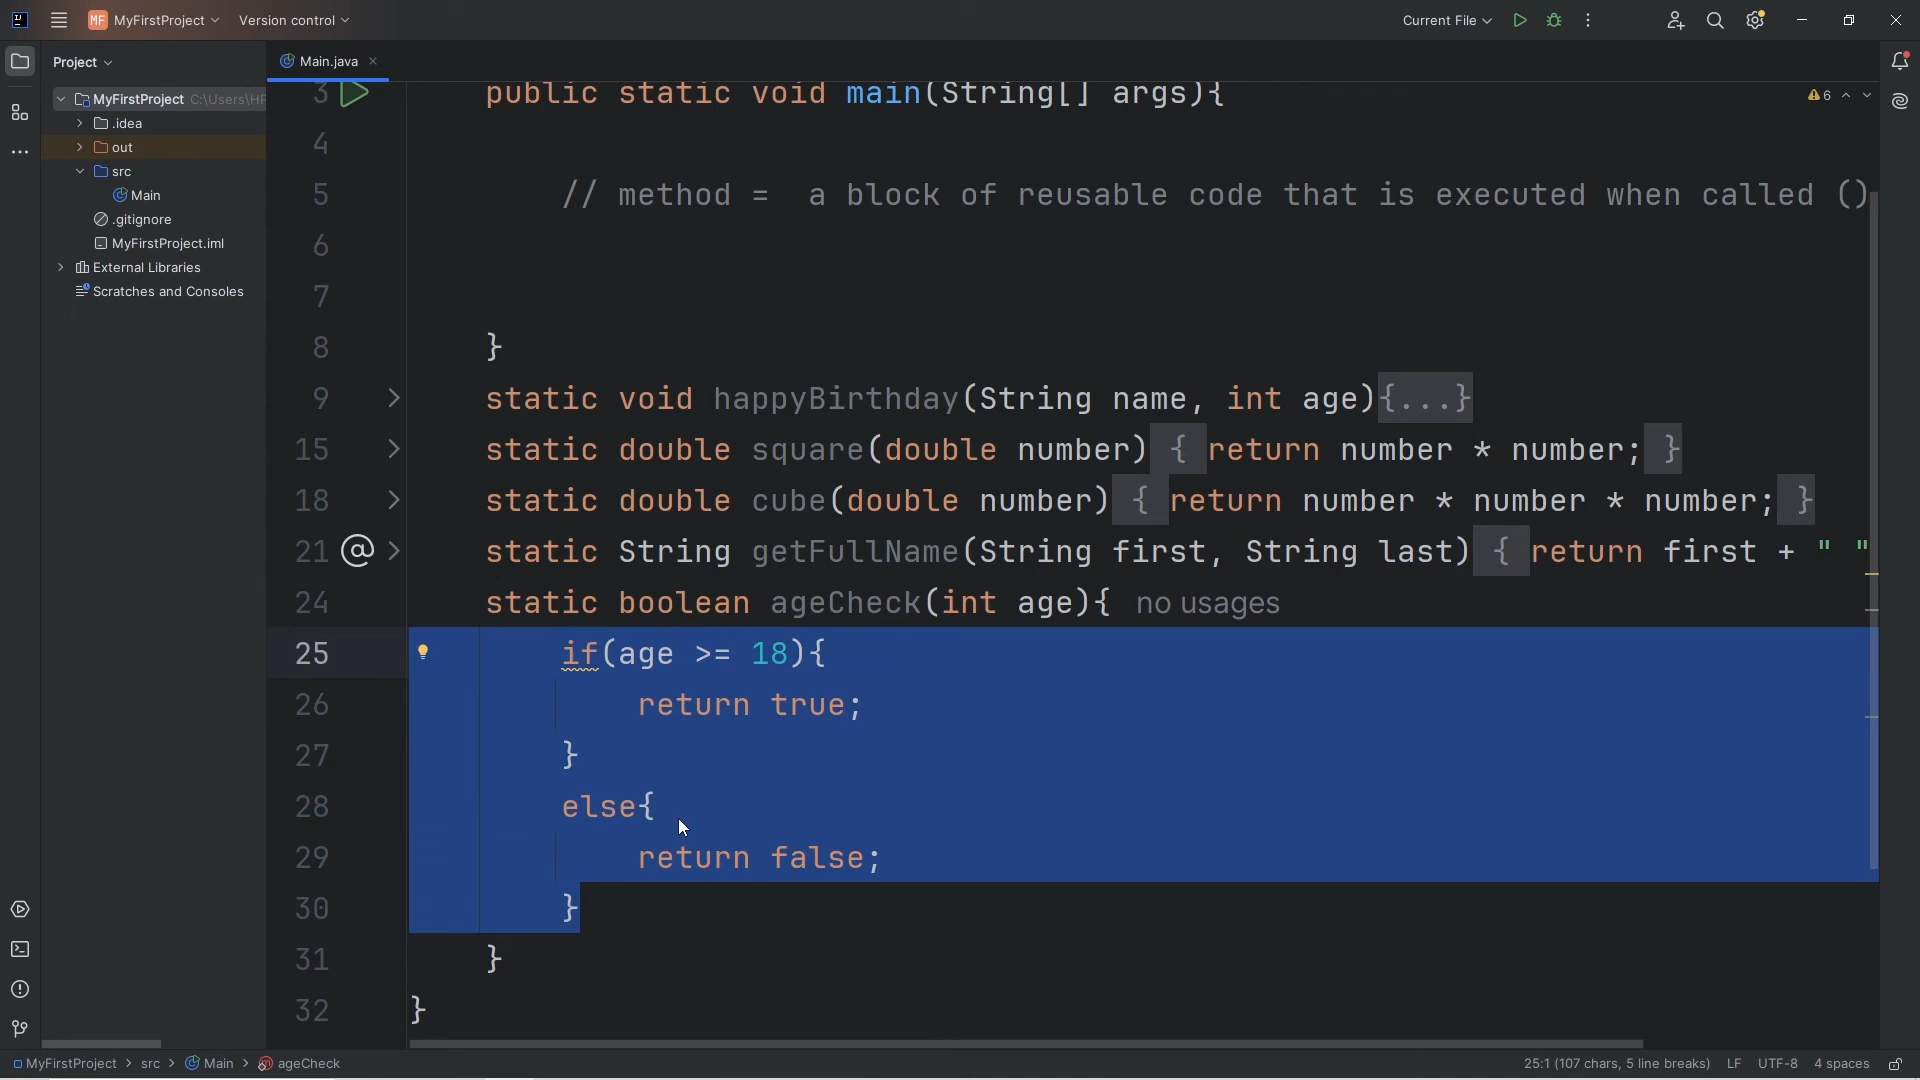 MF MyFirstProject Version control Current File
Project Main.java
MyFirstProject C:\Users\HP
.idea
out
src
Main
.gitignore
MyFirstProject.iml
External Libraries
Scratches and Consoles
3 public static void main(String[] args){ 6
4
5 // method =  a block of reusable code that is executed when called ()
6
7
8 }
9 static void happyBirthday(String name, int age){...}
15 static double square(double number) { return number * number; }
18 static double cube(double number) { return number * number * number; }
21 @ static String getFullName(String first, String last) { return first + " "
24 static boolean ageCheck(int age){ no usages
25 if(age >= 18){
26 return true;
27 }
28 else{
29 return false;
30 }
31 }
32 }
MyFirstProject > src > Main > ageCheck 25:1 (107 chars, 5 line breaks) LF UTF-8 4 spaces